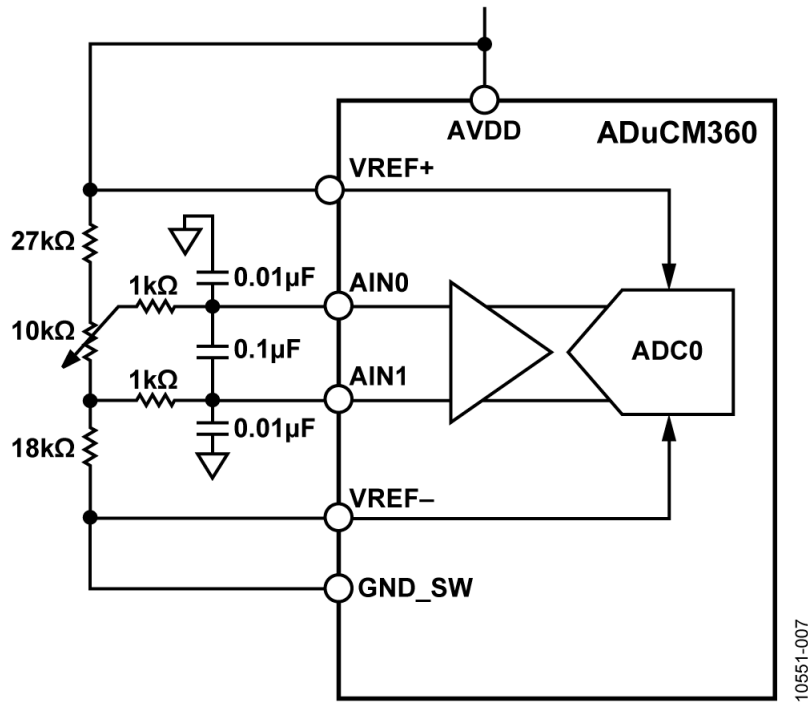 AVDD
ADuCM360
VREF+
27kΩ
1kΩ
0.01µF
AIN0
10kΩ
0.1µF
ADC0
1kΩ
AIN1
18kΩ
0.01µF
VREF–
GND_SW
10551-007